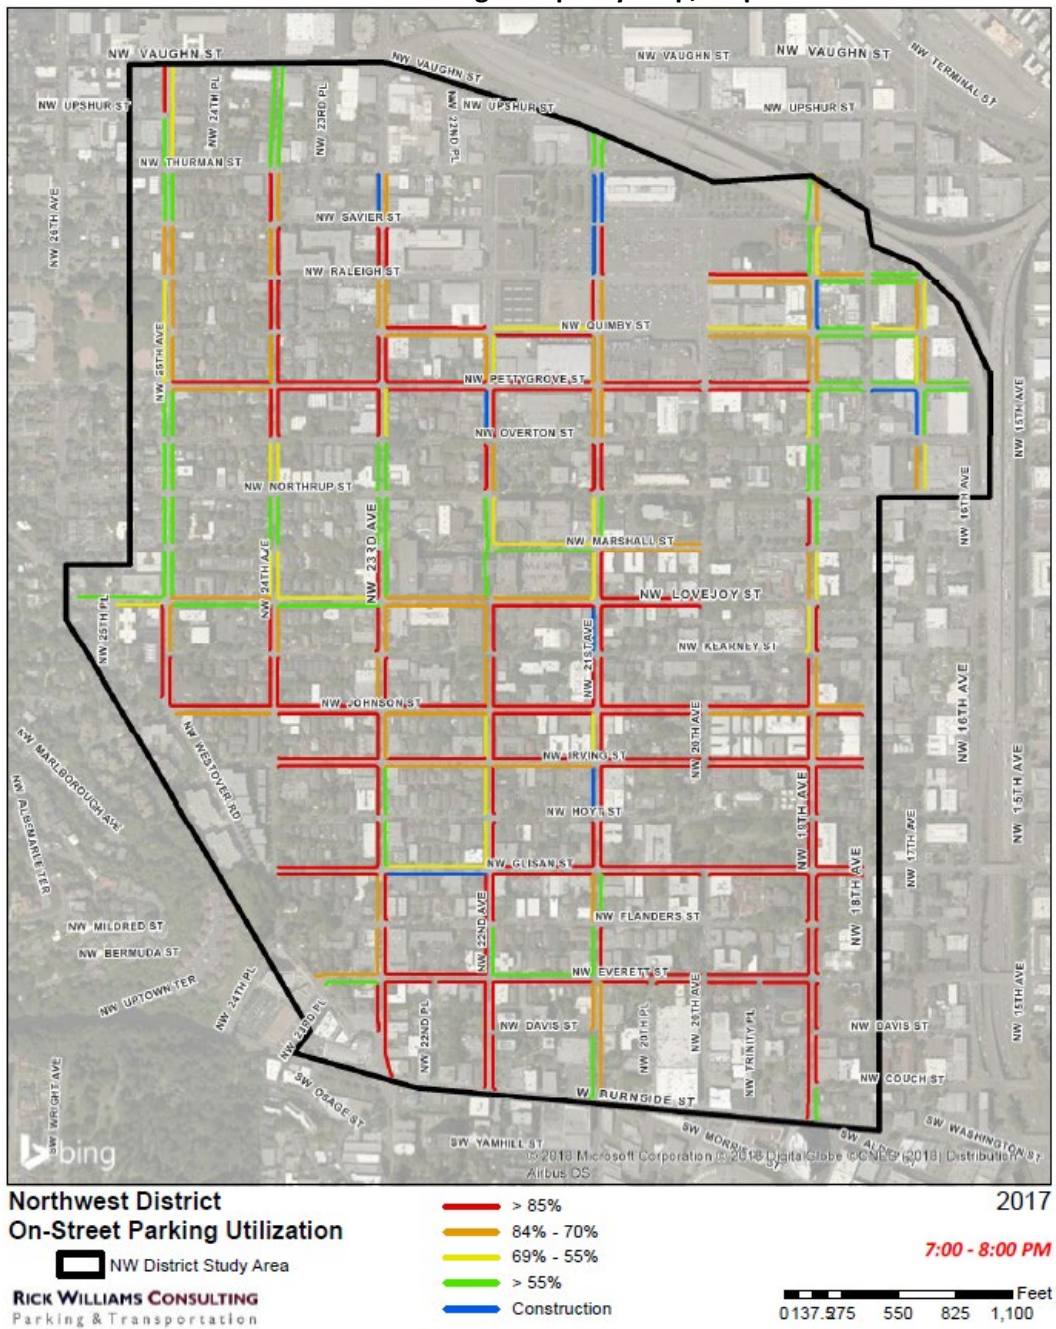 NW VAUGHN ST
NW VAUGHN ST
NW VAUGHN ST
NW VAUGHN ST
NW TERMINAL ST
NW UPSHUR ST
NW 24TH PL
NW 23RD PL
NW 22ND PL
NW UPSHUR ST
NW UPSHUR ST
NW THURMAN ST
NW 26TH AVE
NW SAVIER ST
NW RALEIGH ST
NW QUIMBY ST
NW 25TH AVE
NW PETTYGROVE ST
NW 15TH AVE
NW OVERTON ST
NW NORTHRUP ST
NW 16TH AVE
NW 23RD AVE
NW MARSHALL ST
NW 24TH AVE
NW LOVEJOY ST
NW 25TH PL
NW 21ST AVE
NW KEARNEY ST
NW JOHNSON ST
NW 20TH AVE
NW 16TH AVE
NW WESTOVER RD
NW MARLBOROUGH AVE
NW IRVING ST
NW ALBEMARLE TER
NW HOYT ST
NW 19TH AVE
NW 15TH AVE
NW 17TH AVE
NW GLISAN ST
NW 18TH AVE
NW 22ND AVE
NW FLANDERS ST
NW MILDRED ST
NW BERMUDA ST
NW EVERETT ST
NW UPTOWN TER
NW 24TH PL
NW 23RD PL
NW 22ND PL
NW DAVIS ST
NW 20TH PL
NW 20TH AVE
NW TRINITY PL
NW DAVIS ST
NW 15TH AVE
NW COUCH ST
SW WRIGHT AVE
SW OSAGE ST
W BURNSIDE ST
SW YAMHILL ST
SW WASHINGTON ST
bing
© 2018 Microsoft Corporation © 2018 DigitalGlobe ©CNES (2018) Distribution
Airbus DS
Northwest District
On-Street Parking Utilization
NW District Study Area
RICK WILLIAMS CONSULTING
Parking & Transportation
> 85%
84% - 70%
69% - 55%
> 55%
Construction
2017
7:00 - 8:00 PM
Feet
0 137.5 275 550 825 1,100